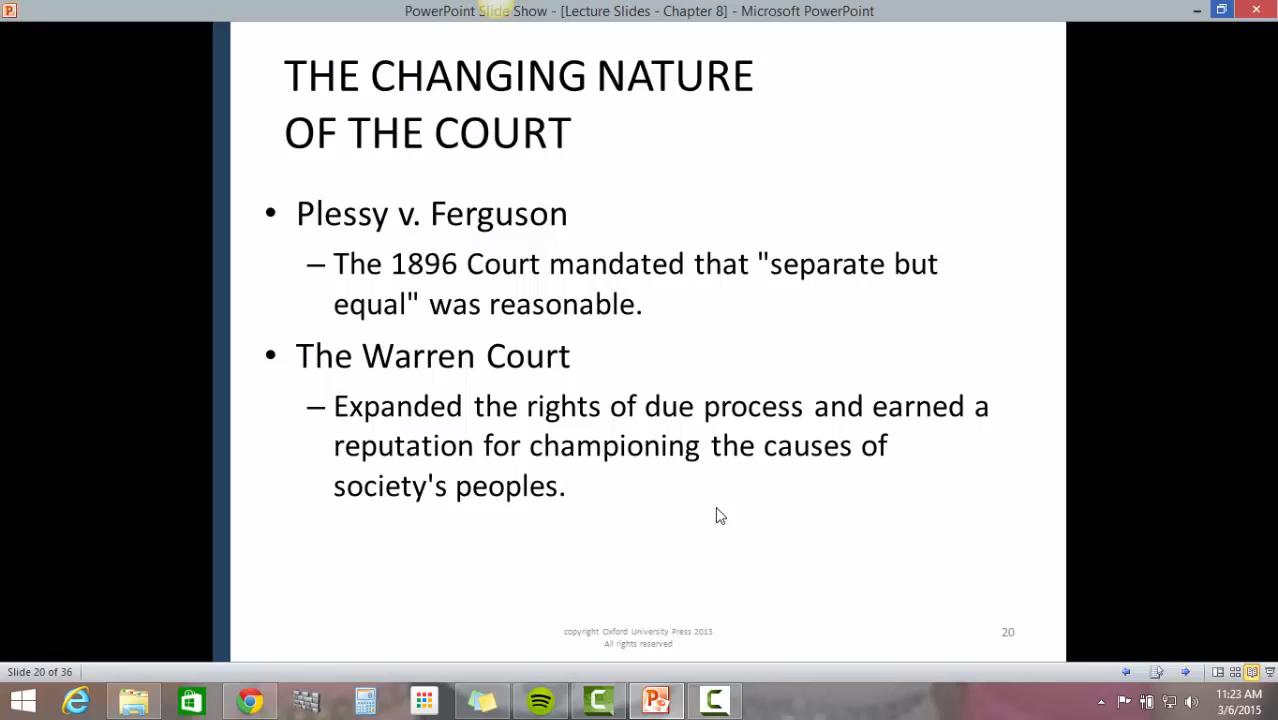 PowerPoint Slide Show - [Lecture Slides - Chapter 8] - Microsoft PowerPoint
THE CHANGING NATURE
OF THE COURT
• Plessy v. Ferguson
– The 1896 Court mandated that "separate but
equal" was reasonable.
• The Warren Court
– Expanded the rights of due process and earned a
reputation for championing the causes of
society's peoples.
copyright Oxford University Press 2013
All rights reserved
20
Slide 20 of 36
11:23 AM
3/6/2015